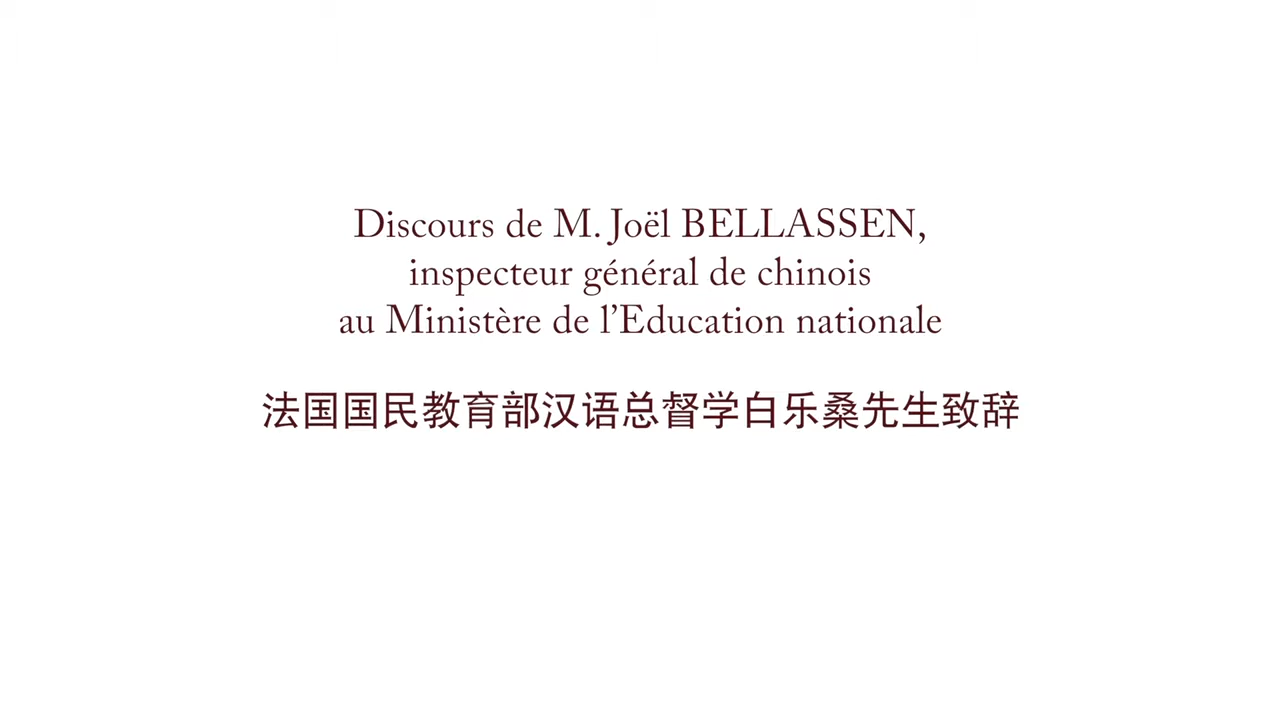 Discours de M. Joël BELLASSEN,
inspecteur général de chinois
au Ministère de l’Education nationale
法国国民教育部汉语总督学白乐桑先生致辞